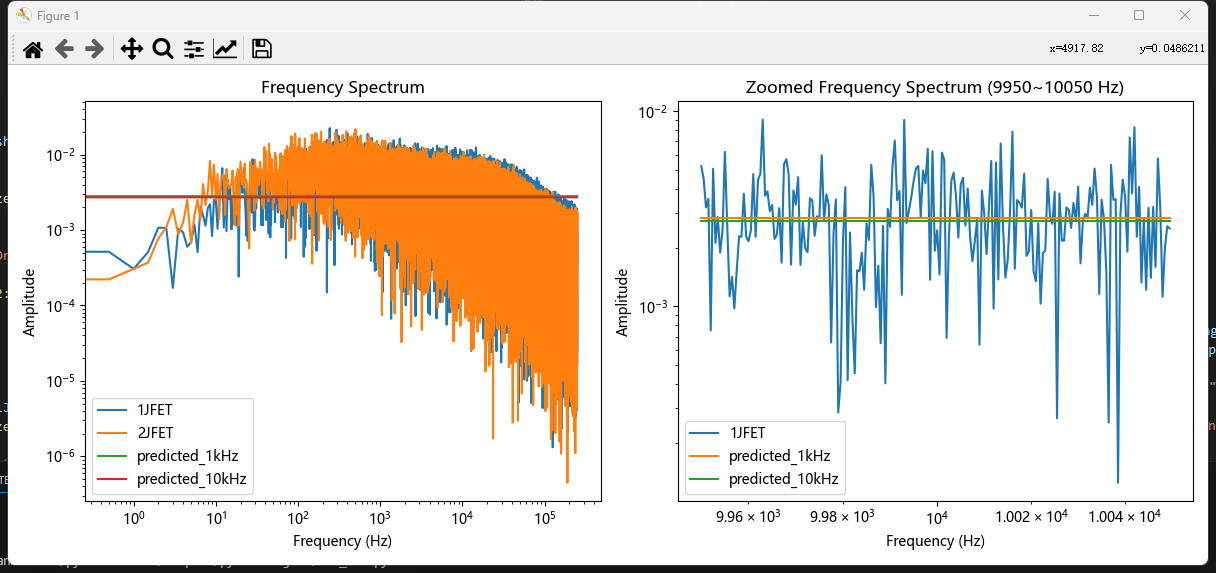 Figure 1
x=4917.82 y=0.0486211
Frequency Spectrum
Amplitude
10⁻²
10⁻³
10⁻⁴
10⁻⁵
10⁻⁶
1JFET
2JFET
predicted_1kHz
predicted_10kHz
10⁰ 10¹ 10² 10³ 10⁴ 10⁵
Frequency (Hz)
Zoomed Frequency Spectrum (9950~10050 Hz)
Amplitude
10⁻²
10⁻³
1JFET
predicted_1kHz
predicted_10kHz
9.96 × 10³ 9.98 × 10³ 10⁴ 1.002 × 10⁴ 1.004 × 10⁴
Frequency (Hz)